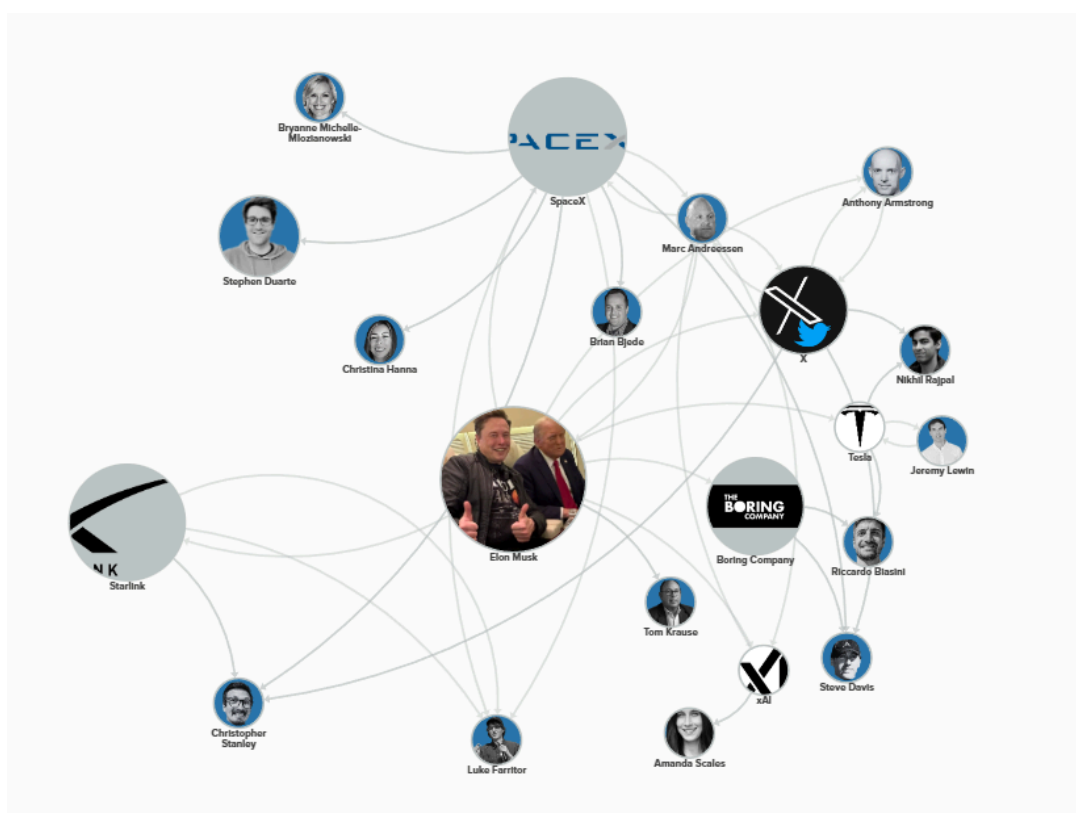 Bryanne Michelle-
Mlozianowski
PACEX
SpaceX
Anthony Armstrong
Marc Andreessen
Stephen Duarte
Brian Bjede
X
Christina Hanna
Nikhil Rajpal
Tesla
Jeremy Lewin
THE
BORING
COMPANY
Elon Musk
Boring Company
Riccardo Biasini
NK
Starlink
Tom Krause
Steve Davis
xAI
Christopher
Stanley
Luke Farritor
Amanda Scales